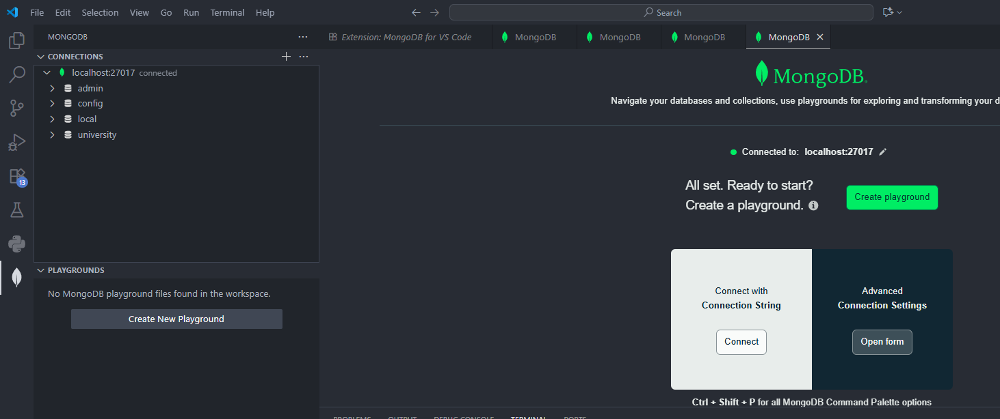 File Edit Selection View Go Run Terminal Help
Search
MONGODB
CONNECTIONS
localhost:27017 connected
admin
config
local
university
13
PLAYGROUNDS
No MongoDB playground files found in the workspace.
Create New Playground
Extension: MongoDB for VS Code
MongoDB
MongoDB
MongoDB
MongoDB
MongoDB
Navigate your databases and collections, use playgrounds for exploring and transforming your d
Connected to: localhost:27017
All set. Ready to start?
Create a playground.
Create playground
Connect with
Connection String
Connect
Advanced
Connection Settings
Open form
Ctrl + Shift + P for all MongoDB Command Palette options
PROBLEMS OUTPUT DEBUG CONSOLE TERMINAL PORTS